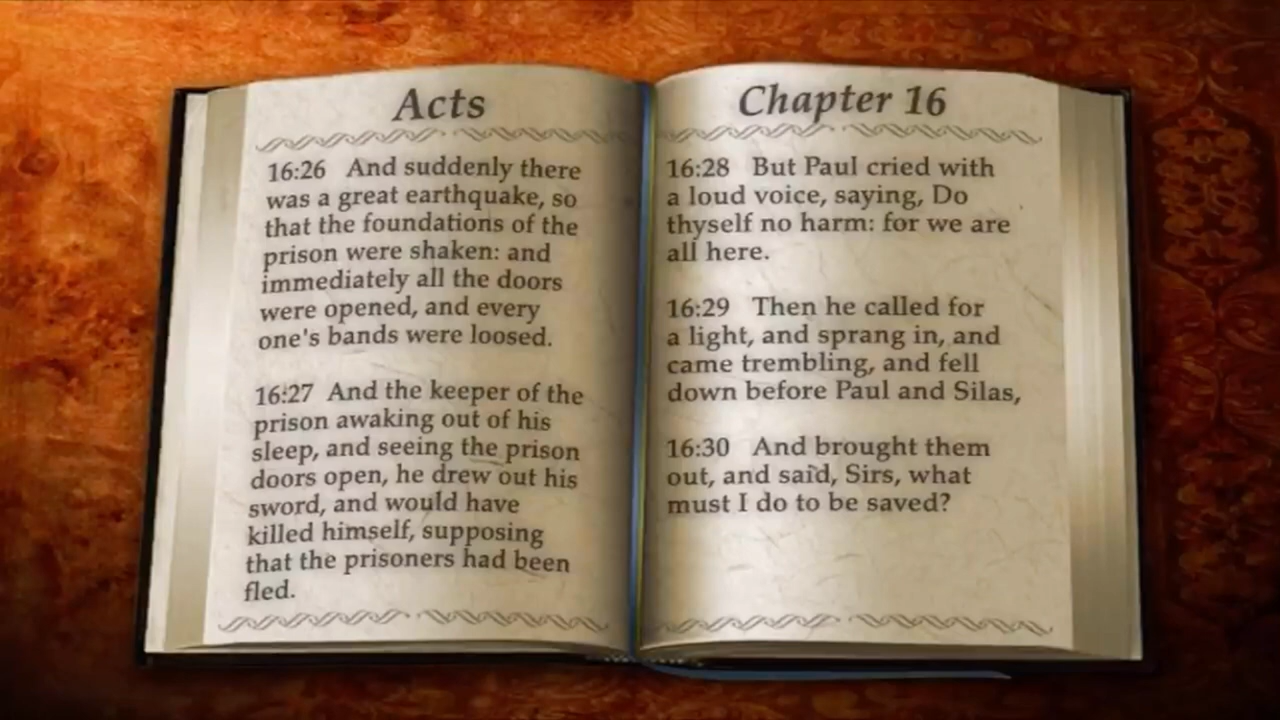 Acts
16:26 And suddenly there
was a great earthquake, so
that the foundations of the
prison were shaken: and
immediately all the doors
were opened, and every
one's bands were loosed.
16:27 And the keeper of the
prison awaking out of his
sleep, and seeing the prison
doors open, he drew out his
sword, and would have
killed himself, supposing
that the prisoners had been
fled.
Chapter 16
16:28 But Paul cried with
a loud voice, saying, Do
thyself no harm: for we are
all here.
16:29 Then he called for
a light, and sprang in, and
came trembling, and fell
down before Paul and Silas,
16:30 And brought them
out, and said, Sirs, what
must I do to be saved?